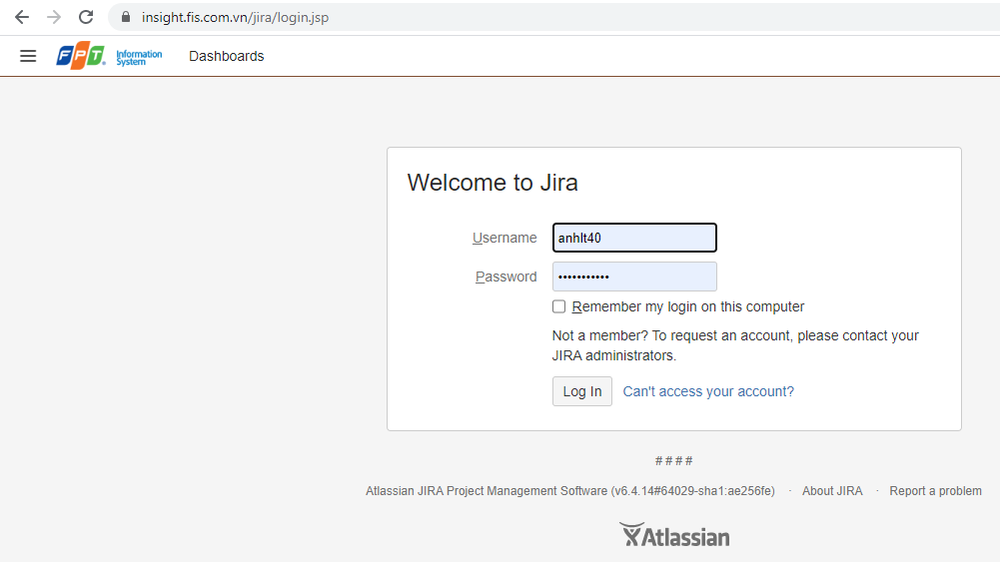 insight.fis.com.vn/jira/login.jsp
FPT Information System Dashboards
Welcome to Jira
Username anhlt40
Password •••••••••••
Remember my login on this computer
Not a member? To request an account, please contact your
JIRA administrators.
Log In Can't access your account?
####
Atlassian JIRA Project Management Software (v6.4.14#64029-sha1:ae256fe) · About JIRA · Report a problem
Atlassian